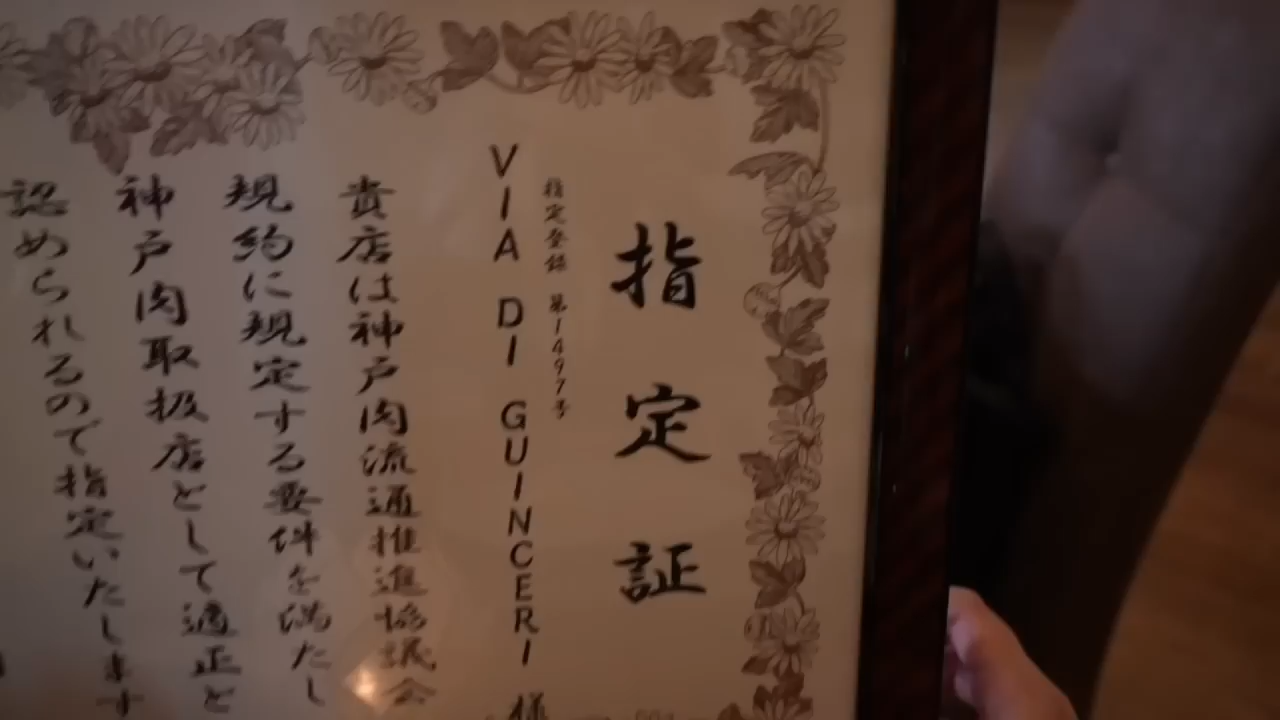 指定証
指定登録 第1497号
VIA DI GUINCERI 様
貴店は神戸肉流通推進協議会
規約に規定する要件を満たし
神戸肉取扱店として適正と
認められるので指定いたします